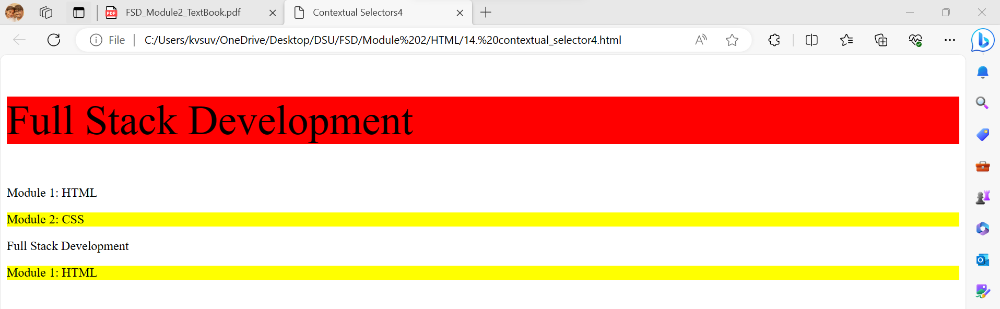 FSD_Module2_TextBook.pdf
Contextual Selectors4
File
C:/Users/kvsuv/OneDrive/Desktop/DSU/FSD/Module%202/HTML/14.%20contextual_selector4.html
Full Stack Development
Module 1: HTML
Module 2: CSS
Full Stack Development
Module 1: HTML